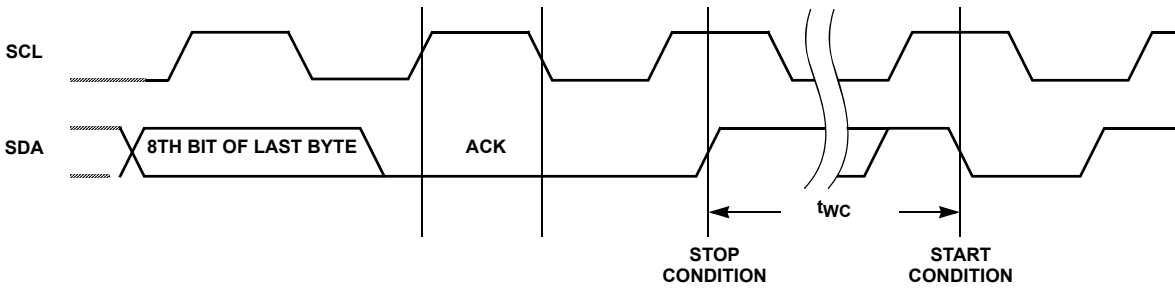 SCL
SDA
8TH BIT OF LAST BYTE
ACK
tWC
STOP
CONDITION
START
CONDITION